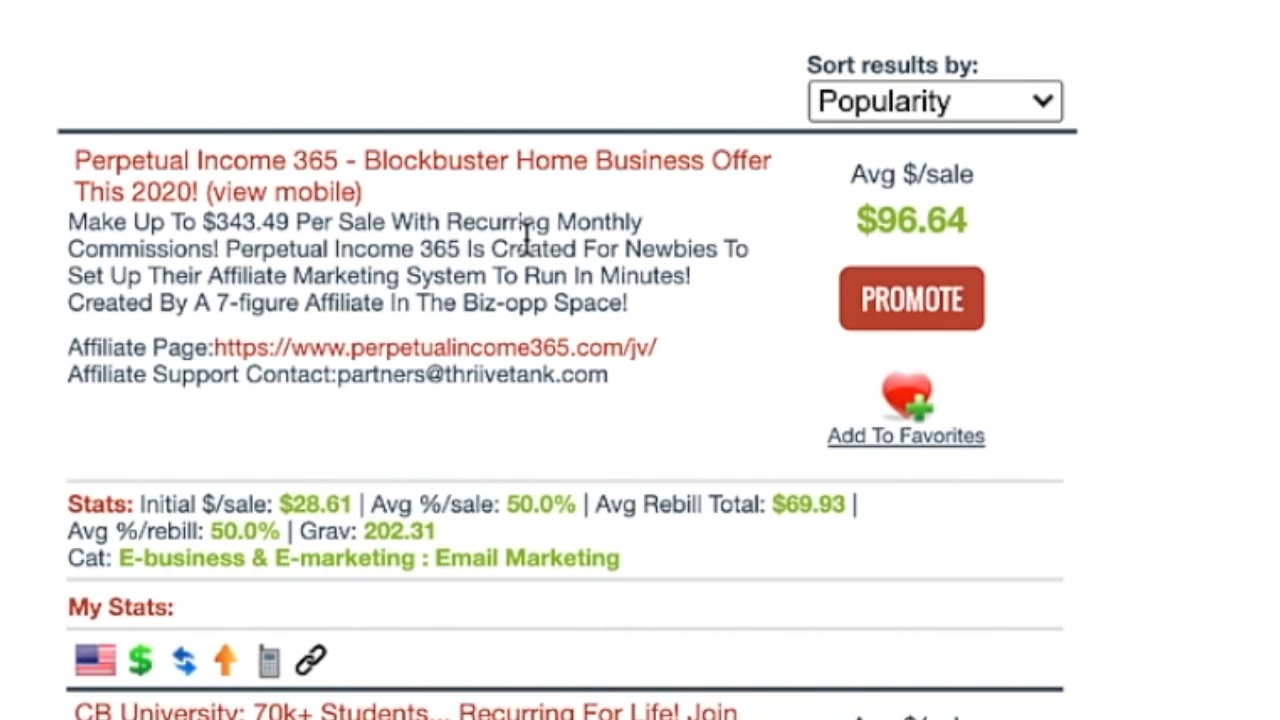 Sort results by:
Popularity
Perpetual Income 365 - Blockbuster Home Business Offer
This 2020! (view mobile)
Make Up To $343.49 Per Sale With Recurring Monthly
Commissions! Perpetual Income 365 Is Created For Newbies To
Set Up Their Affiliate Marketing System To Run In Minutes!
Created By A 7-figure Affiliate In The Biz-opp Space!
Affiliate Page:https://www.perpetualincome365.com/jv/
Affiliate Support Contact:partners@thriivetank.com
Avg $/sale
$96.64
PROMOTE
Add To Favorites
Stats: Initial $/sale: $28.61 | Avg %/sale: 50.0% | Avg Rebill Total: $69.93 |
Avg %/rebill: 50.0% | Grav: 202.31
Cat: E-business & E-marketing : Email Marketing
My Stats:
CB University: 70k+ Students... Recurring For Life! Join
Avg $/sale